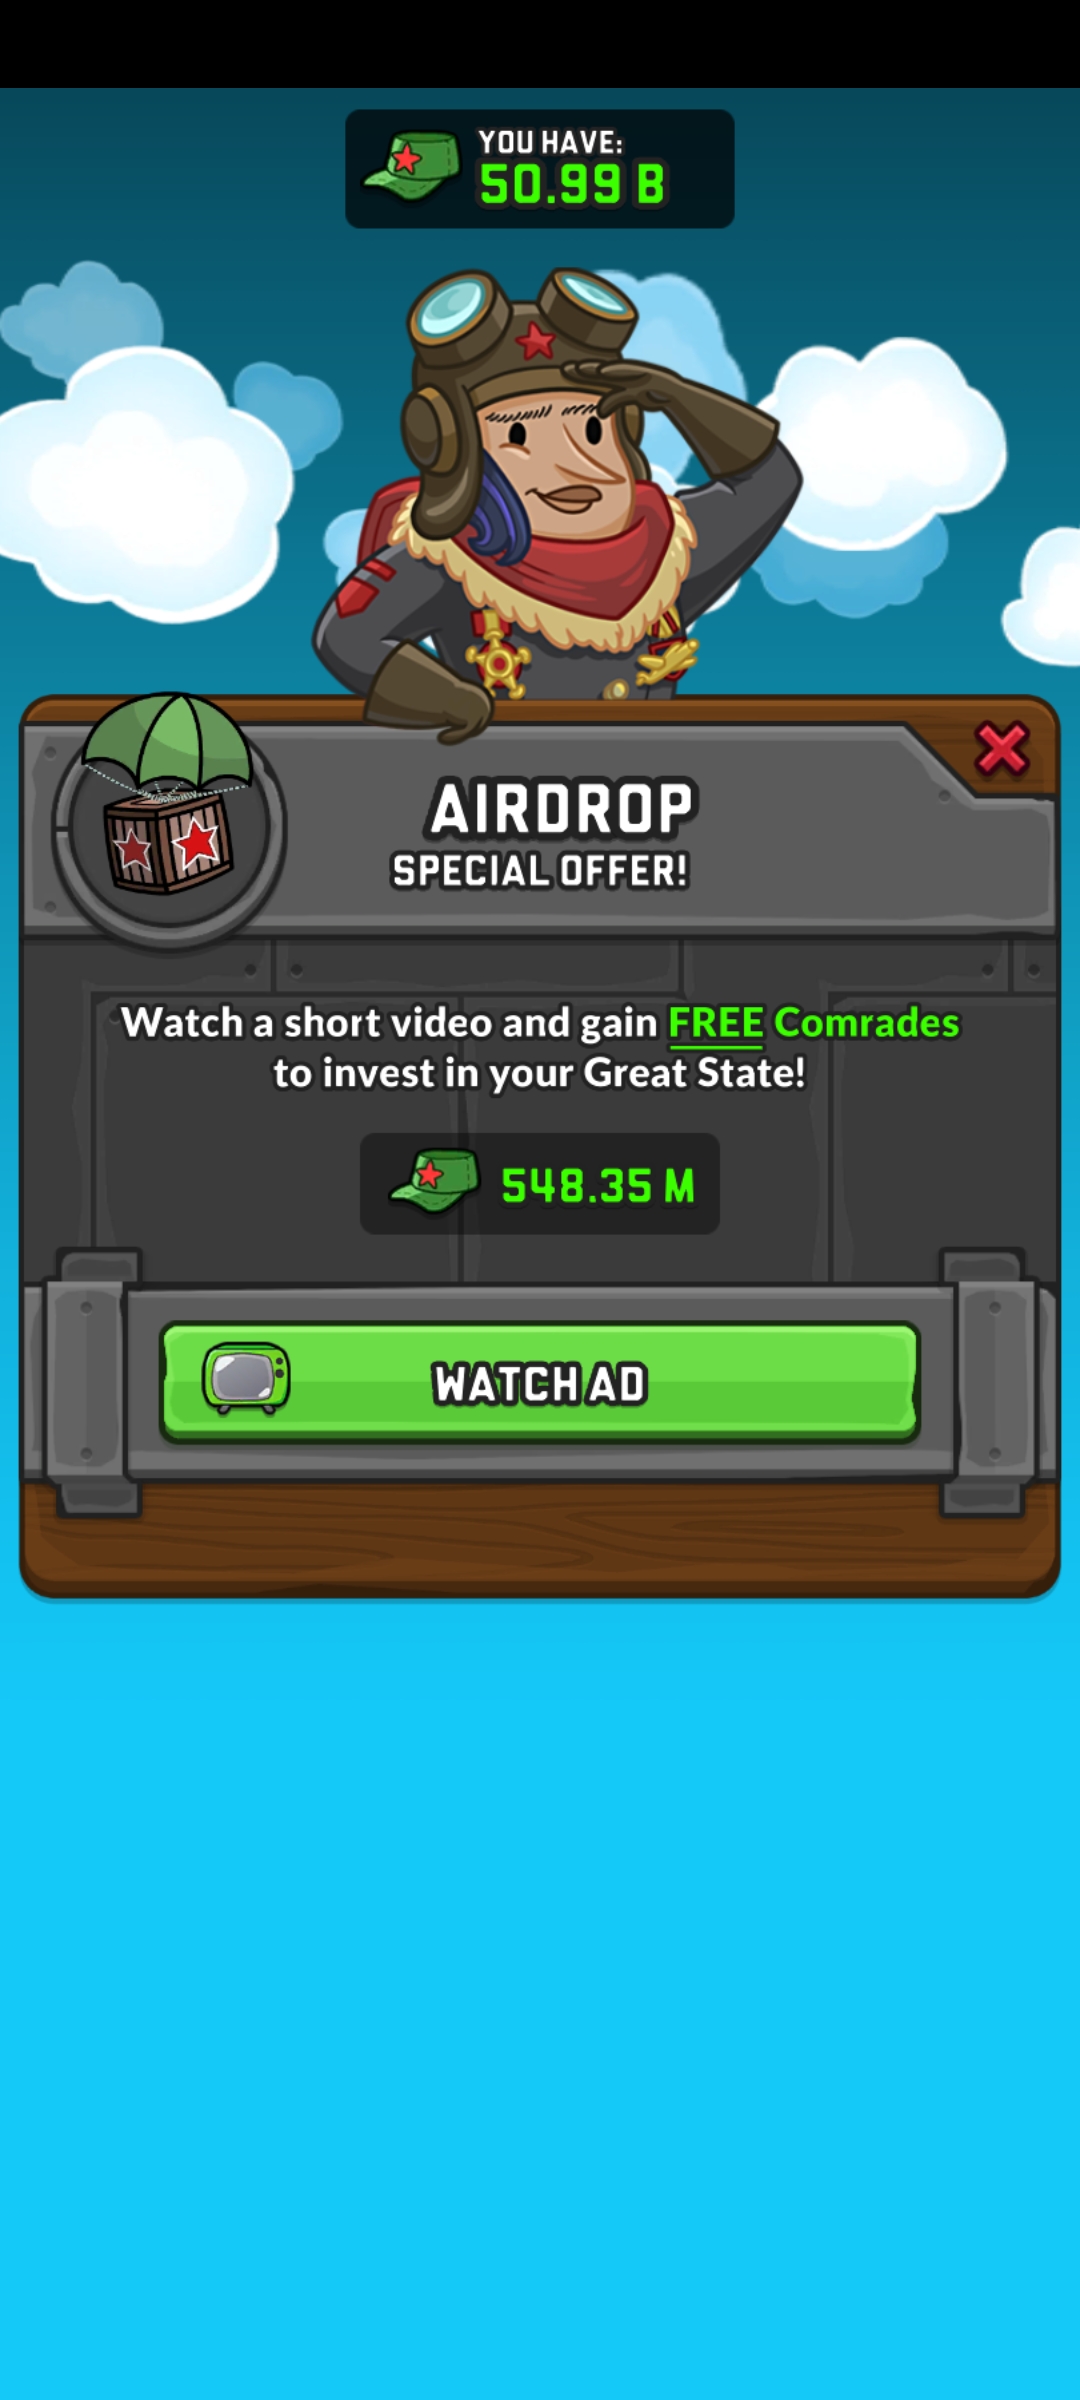 YOU HAVE:
50.99 B
AIRDROP
SPECIAL OFFER!
Watch a short video and gain FREE Comrades
to invest in your Great State!
548.35 M
WATCH AD